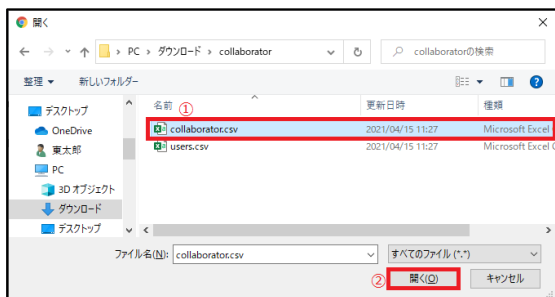 開く
PC › ダウンロード › collaborator
collaboratorの検索
整理 新しいフォルダー
名前 ① 更新日時 種類
collaborator.csv 2021/04/15 11:27 Microsoft Excel
users.csv 2021/04/15 11:27 Microsoft Excel C
デスクトップ
OneDrive
東太郎
PC
3D オブジェクト
ダウンロード
デスクトップ
ファイル名(N): collaborator.csv すべてのファイル (*.*)
② 開く(O) キャンセル